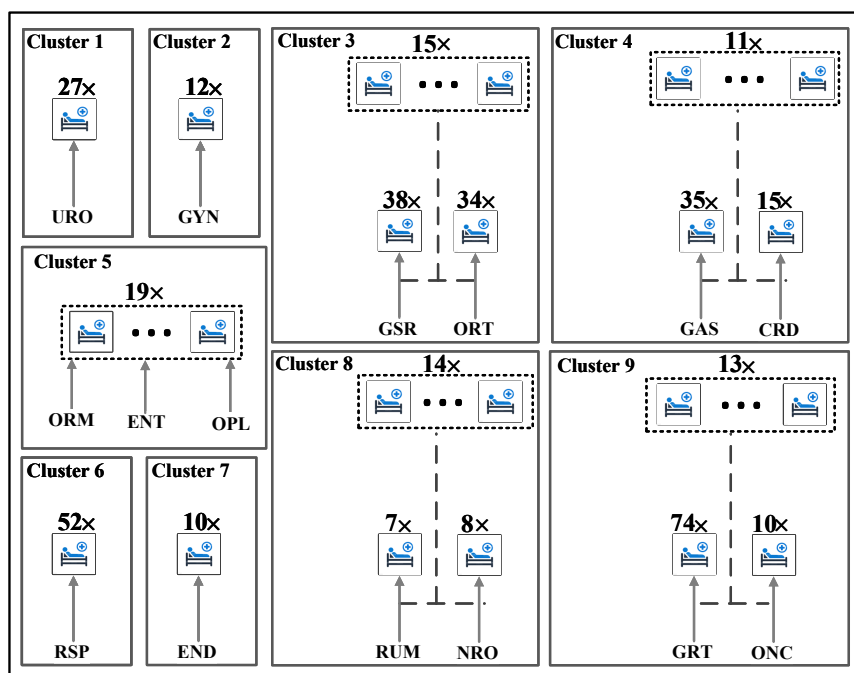 Cluster 1
27×
URO
Cluster 2
12×
GYN
Cluster 3
15×
38×
34×
GSR
ORT
Cluster 4
11×
35×
15×
GAS
CRD
Cluster 5
19×
ORM
ENT
OPL
Cluster 6
52×
RSP
Cluster 7
10×
END
Cluster 8
14×
7×
8×
RUM
NRO
Cluster 9
13×
74×
10×
GRT
ONC